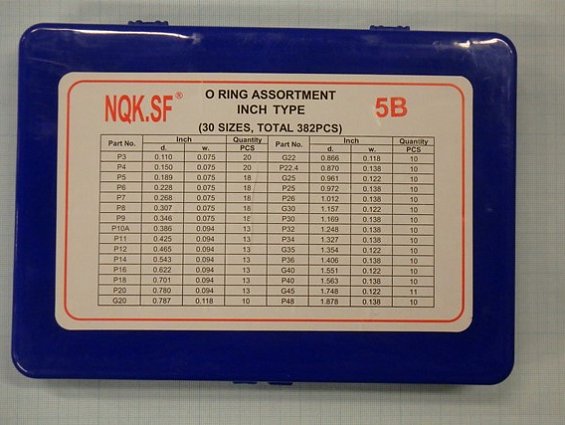 NQK.SF®
O RING ASSORTMENT
INCH TYPE
5B
(30 SIZES, TOTAL 382PCS)
Part No. Inch Quantity Part No. Inch Quantity
d. w. PCS d. w. PCS
P3 0.110 0.075 20 G22 0.866 0.118 10
P4 0.150 0.075 20 P22.4 0.870 0.138 10
P5 0.189 0.075 18 G25 0.961 0.122 10
P6 0.228 0.075 18 P25 0.972 0.138 10
P7 0.268 0.075 18 P26 1.012 0.138 10
P8 0.307 0.075 18 G30 1.157 0.122 10
P9 0.346 0.075 18 P30 1.169 0.138 10
P10A 0.386 0.094 13 P32 1.248 0.138 10
P11 0.425 0.094 13 P34 1.327 0.138 10
P12 0.465 0.094 13 G35 1.354 0.122 10
P14 0.543 0.094 13 P36 1.406 0.138 10
P16 0.622 0.094 13 G40 1.551 0.122 10
P18 0.701 0.094 13 P40 1.563 0.138 10
P20 0.780 0.094 13 G45 1.748 0.122 11
G20 0.787 0.118 10 P48 1.878 0.138 10